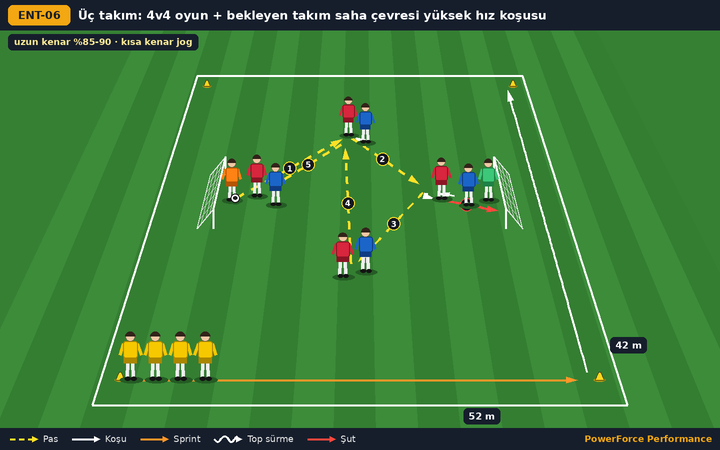 ENT-06 Üç takım: 4v4 oyun + bekleyen takım saha çevresi yüksek hız koşusu
uzun kenar %85-90 · kısa kenar jog
1
5
2
4
3
42 m
52 m
Pas Koşu Sprint Top sürme Şut PowerForce Performance